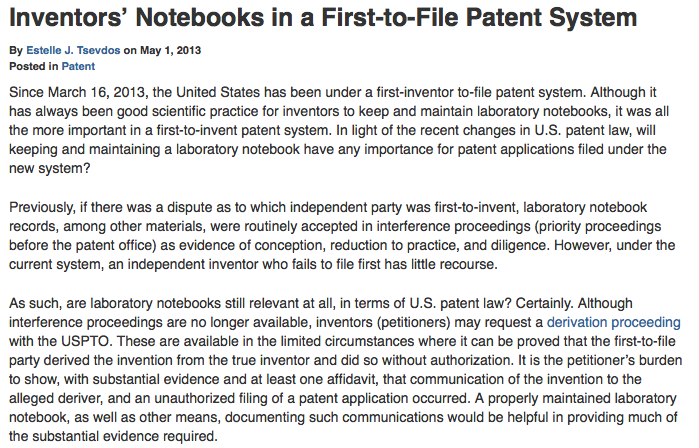 Inventors’ Notebooks in a First-to-File Patent System
By Estelle J. Tsevdos on May 1, 2013
Posted in Patent
Since March 16, 2013, the United States has been under a first-inventor to-file patent system. Although it
has always been good scientific practice for inventors to keep and maintain laboratory notebooks, it was all
the more important in a first-to-invent patent system. In light of the recent changes in U.S. patent law, will
keeping and maintaining a laboratory notebook have any importance for patent applications filed under the
new system?
Previously, if there was a dispute as to which independent party was first-to-invent, laboratory notebook
records, among other materials, were routinely accepted in interference proceedings (priority proceedings
before the patent office) as evidence of conception, reduction to practice, and diligence. However, under the
current system, an independent inventor who fails to file first has little recourse.
As such, are laboratory notebooks still relevant at all, in terms of U.S. patent law? Certainly. Although
interference proceedings are no longer available, inventors (petitioners) may request a derivation proceeding
with the USPTO. These are available in the limited circumstances where it can be proved that the first-to-file
party derived the invention from the true inventor and did so without authorization. It is the petitioner’s burden
to show, with substantial evidence and at least one affidavit, that communication of the invention to the
alleged deriver, and an unauthorized filing of a patent application occurred. A properly maintained laboratory
notebook, as well as other means, documenting such communications would be helpful in providing much of
the substantial evidence required.